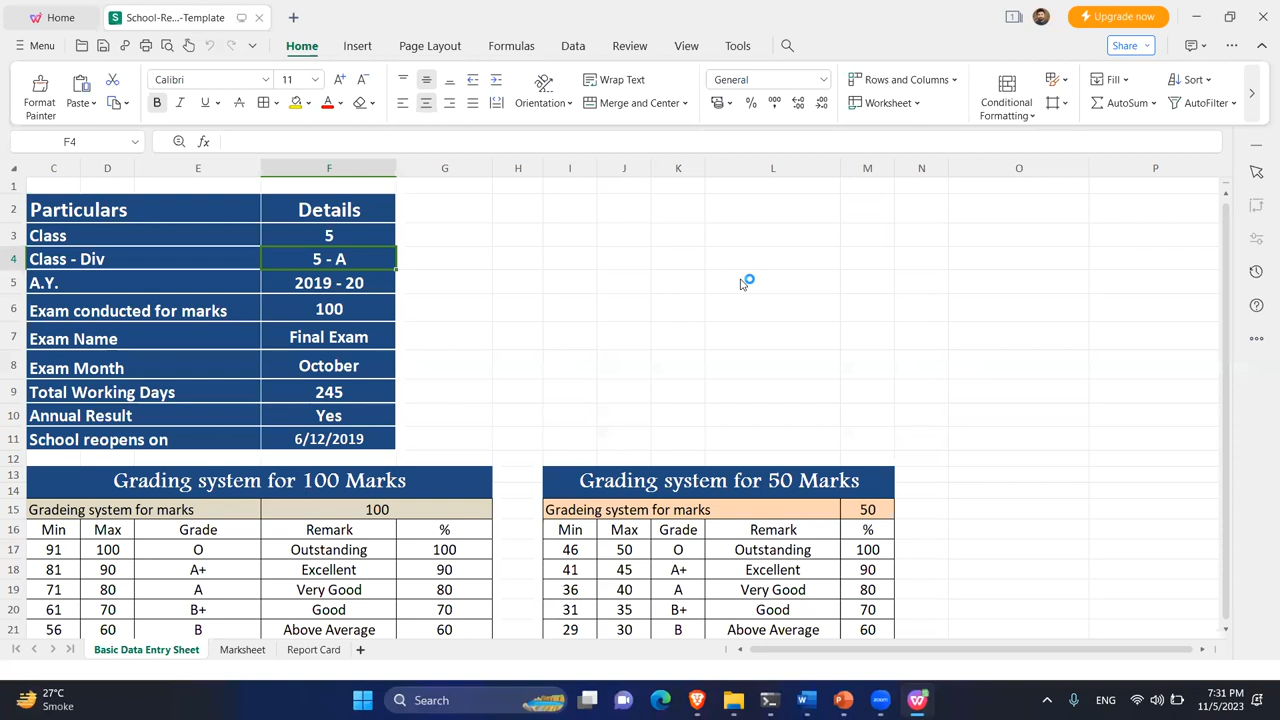 Home
School-Re...-Template
Upgrade now
Menu
Home
Insert
Page Layout
Formulas
Data
Review
View
Tools
Share
Format Painter
Paste
Calibri
11
Orientation
Wrap Text
Merge and Center
General
Rows and Columns
Worksheet
Conditional Formatting
Fill
Sort
AutoSum
AutoFilter
F4
C D E F G H I J K L M N O P
1
2 Particulars Details
3 Class 5
4 Class - Div 5 - A
5 A.Y. 2019 - 20
6 Exam conducted for marks 100
7 Exam Name Final Exam
8 Exam Month October
9 Total Working Days 245
10 Annual Result Yes
11 School reopens on 6/12/2019
12
13 Grading system for 100 Marks Grading system for 50 Marks
14
15 Gradeing system for marks 100 Gradeing system for marks 50
16 Min Max Grade Remark % Min Max Grade Remark %
17 91 100 O Outstanding 100 46 50 O Outstanding 100
18 81 90 A+ Excellent 90 41 45 A+ Excellent 90
19 71 80 A Very Good 80 36 40 A Very Good 80
20 61 70 B+ Good 70 31 35 B+ Good 70
21 56 60 B Above Average 60 29 30 B Above Average 60
Basic Data Entry Sheet Marksheet Report Card
27°C
Smoke
Search
zoom
ENG
7:31 PM
11/5/2023